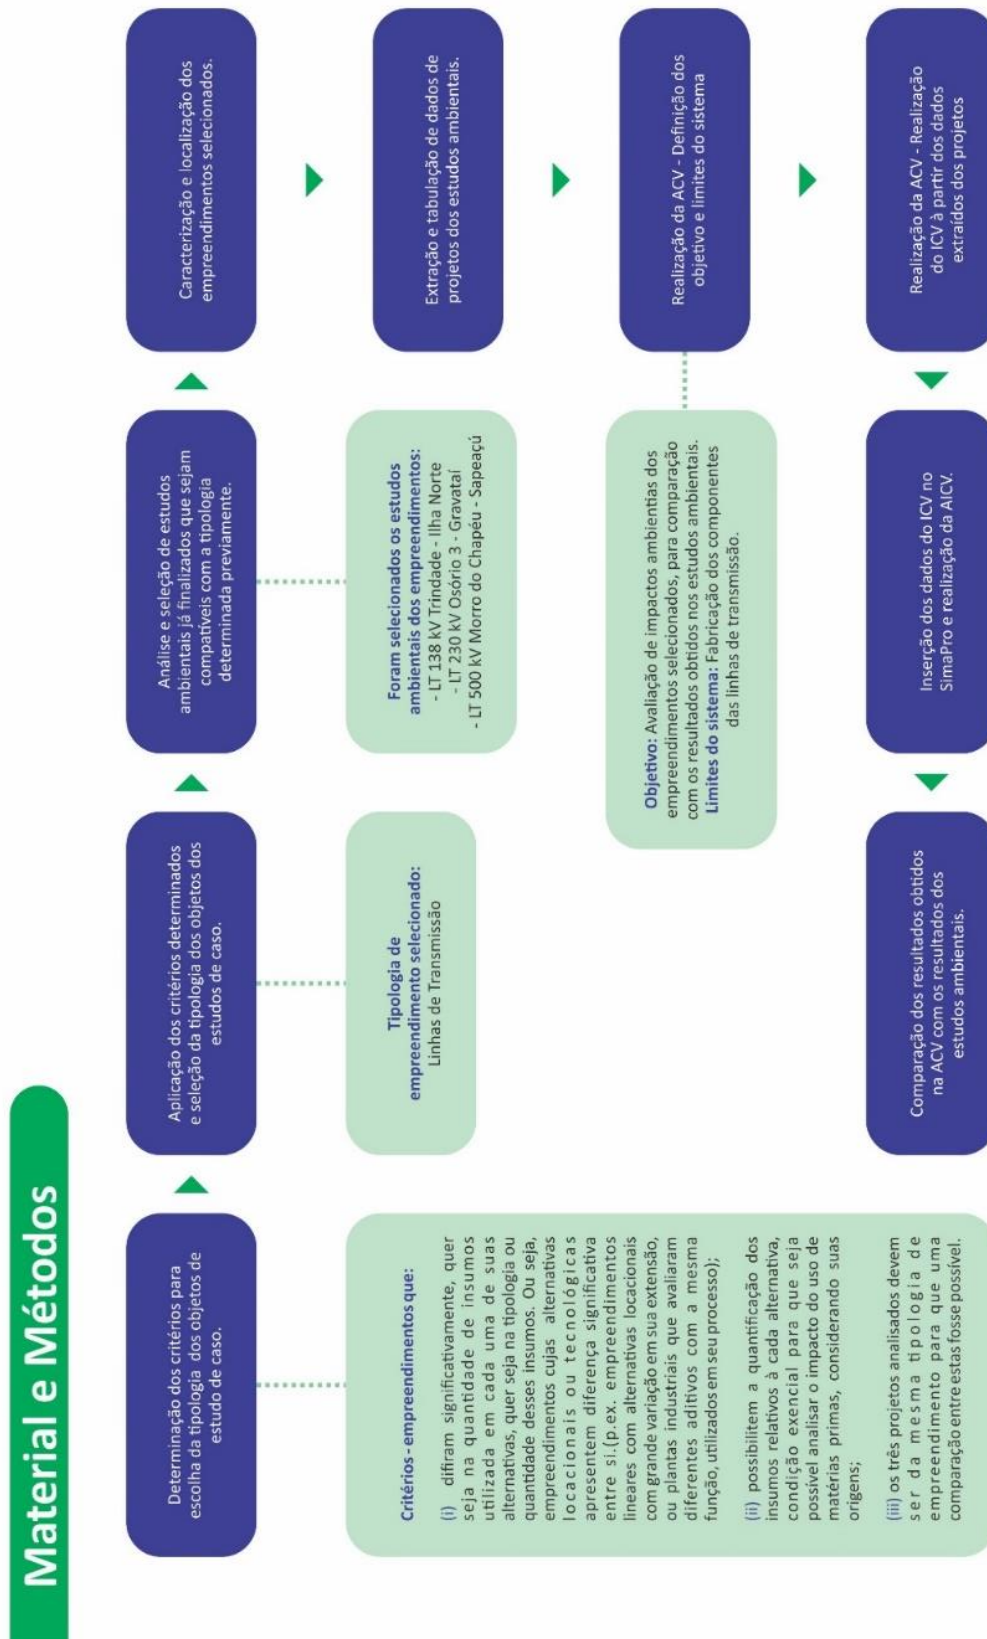 Material e Métodos
Determinação dos critérios para
escolha da tipologia dos objetos de
estudo de caso.
Critérios - empreendimentos que:
(i) difiram significativamente, quer
seja na quantidade de insumos
utilizada em cada uma de suas
alternativas, quer seja na tipologia ou
quantidade desses insumos. Ou seja,
empreendimentos cujas alternativas
locacionais ou tecnológicas
apresentem diferença significativa
entre si.(p.ex. empreendimentos
lineares com alternativas locacionais
com grande variação em sua extensão,
ou plantas industriais que avaliaram
diferentes aditivos com a mesma
função, utilizados em seu processo);
(ii) possibilitem a quantificação dos
insumos relativos à cada alternativa,
condição exencial para que seja
possível analisar o impacto do uso de
matérias primas, considerando suas
origens;
(iii) os três projetos analisados devem
ser da mesma tipologia de
empreendimento para que uma
comparação entre estas fosse possível.
Aplicação dos critérios determinados
e seleção da tipologia dos objetos dos
estudos de caso.
Tipologia de
empreendimento selecionado:
Linhas de Transmissão
Análise e seleção de estudos
ambientais já finalizados que sejam
compatíveis com a tipologia
determinada previamente.
Foram selecionados os estudos
ambientais dos empreendimentos:
- LT 138 kV Trindade - Ilha Norte
- LT 230 kV Osório 3 - Gravataí
- LT 500 kV Morro do Chapéu - Sapeaçú
Caracterização e localização dos
empreendimentos selecionados.
Extração e tabulação de dados de
projetos dos estudos ambientais.
Realização da ACV - Definição dos
objetivo e limites do sistema
Objetivo: Avaliação de impactos ambientias dos
empreendimentos selecionados, para comparação
com os resultados obtidos nos estudos ambientais.
Limites do sistema: Fabricação dos componentes
das linhas de transmissão.
Realização da ACV - Realização
do ICV à partir dos dados
extraídos dos projetos
Inserção dos dados do ICV no
SimaPro e realização da AICV.
Comparação dos resultados obtidos
na ACV com os resultados dos
estudos ambientais.